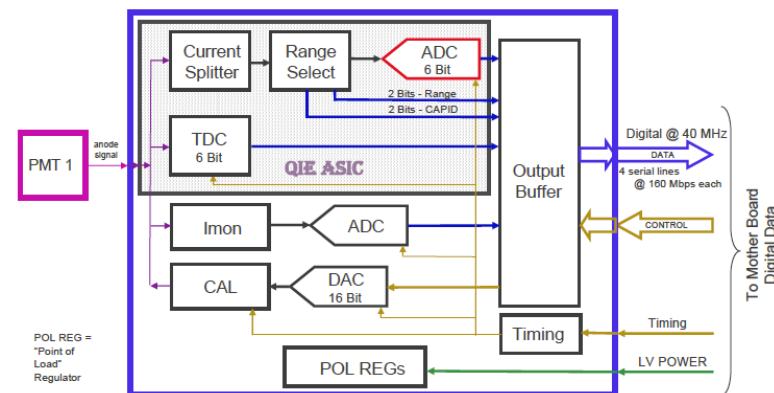 Current
Splitter
Range
Select
ADC
6 Bit
2 Bits - Range
2 Bits - CAPID
TDC
6 Bit
QIE ASIC
PMT 1
anode
signal
Output
Buffer
Digital @ 40 MHz
DATA
4 serial lines
@ 160 Mbps each
CONTROL
To Mother Board
Digital Data
Imon
ADC
CAL
DAC
16 Bit
Timing
Timing
POL REG =
"Point of
Load"
Regulator
POL REGs
LV POWER